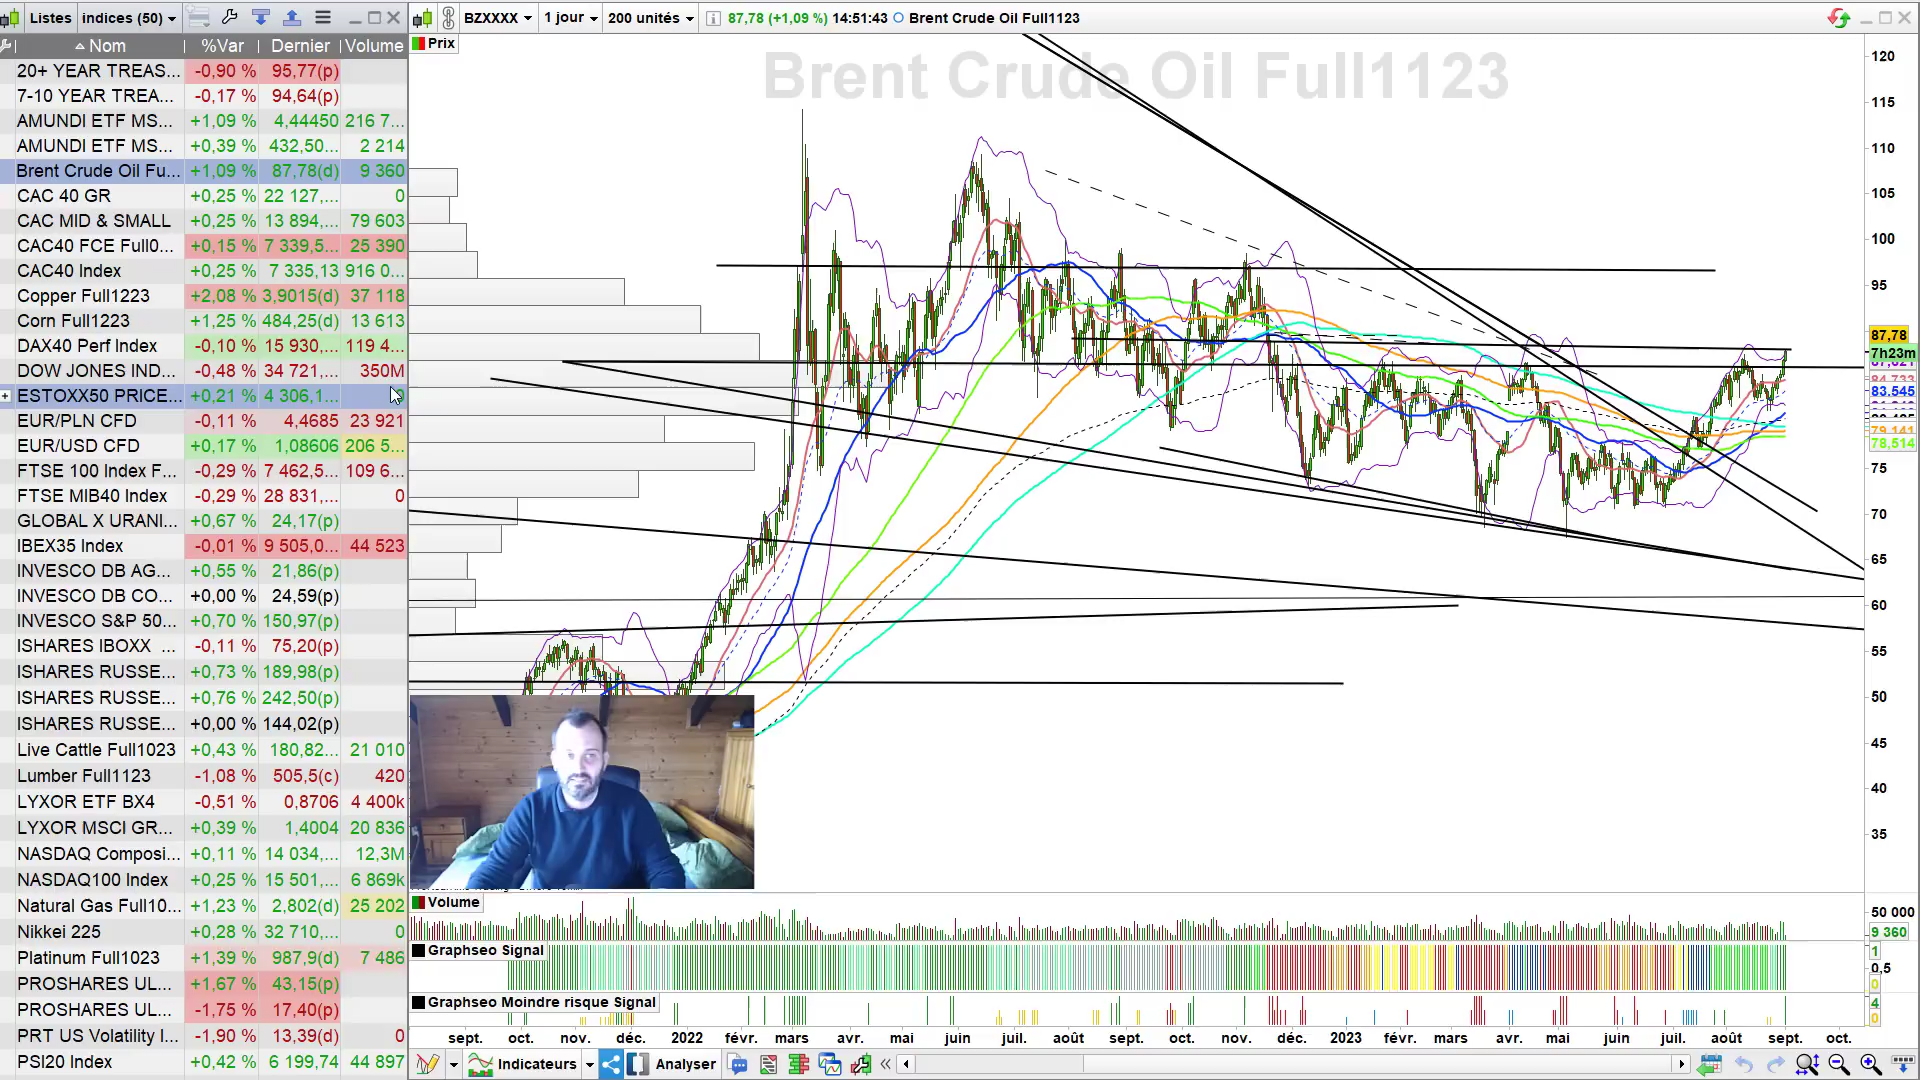 Listes indices (50)
BZXXXX 1 jour 200 unités 87,78 (+1,09 %) 14:51:43 Brent Crude Oil Full1123
Nom %Var Dernier Volume
20+ YEAR TREAS... -0,90 % 95,77(p)
7-10 YEAR TREA... -0,17 % 94,64(p)
AMUNDI ETF MS... +1,09 % 4,44450 216 7...
AMUNDI ETF MS... +0,39 % 432,50... 2 214
Brent Crude Oil Fu... +1,09 % 87,78(d) 9 360
CAC 40 GR +0,25 % 22 127,... 0
CAC MID & SMALL +0,25 % 13 894,... 79 603
CAC40 FCE Full0... +0,15 % 7 339,5... 25 390
CAC40 Index +0,25 % 7 335,13 916 0...
Copper Full1223 +2,08 % 3,9015(d) 37 118
Corn Full1223 +1,25 % 484,25(d) 13 613
DAX40 Perf Index -0,10 % 15 930,... 119 4...
DOW JONES IND... -0,48 % 34 721,... 350M
ESTOXX50 PRICE... +0,21 % 4 306,1...
EUR/PLN CFD -0,11 % 4,4685 23 921
EUR/USD CFD +0,17 % 1,08606 206 5...
FTSE 100 Index F... -0,29 % 7 462,5... 109 6...
FTSE MIB40 Index -0,29 % 28 831,... 0
GLOBAL X URANI... +0,67 % 24,17(p)
IBEX35 Index -0,01 % 9 505,0... 44 523
INVESCO DB AG... +0,55 % 21,86(p)
INVESCO DB CO... +0,00 % 24,59(p)
INVESCO S&P 50... +0,70 % 150,97(p)
ISHARES IBOXX ... -0,11 % 75,20(p)
ISHARES RUSSE... +0,73 % 189,98(p)
ISHARES RUSSE... +0,76 % 242,50(p)
ISHARES RUSSE... +0,00 % 144,02(p)
Live Cattle Full1023 +0,43 % 180,82... 21 010
Lumber Full1123 -1,08 % 505,5(c) 420
LYXOR ETF BX4 -0,51 % 0,8706 4 400k
LYXOR MSCI GR... +0,39 % 1,4004 20 836
NASDAQ Composi... +0,11 % 14 034,... 12,3M
NASDAQ100 Index +0,25 % 15 501,... 6 869k
Natural Gas Full10... +1,23 % 2,802(d) 25 202
Nikkei 225 +0,28 % 32 710,...
Platinum Full1023 +1,39 % 987,9(d) 7 486
PROSHARES UL... +1,67 % 43,15(p)
PROSHARES UL... -1,75 % 17,40(p)
PRT US Volatility I... -1,90 % 13,39(d) 0
PSI20 Index +0,42 % 6 199,74 44 897
Prix
Brent Crude Oil Full1123
120
115
110
105
100
95
87,78
7h23m
83,545
79,141
78,514
75
70
65
60
55
50
45
40
35
Volume
50 000
9 360
Graphseo Signal
1
0,5
0
Graphseo Moindre risque Signal
4
0
sept. oct. nov. déc. 2022 févr. mars avr. mai juin juil. août sept. oct. nov. déc. 2023 févr. mars avr. mai juin juil. août sept. oct.
Indicateurs Analyser